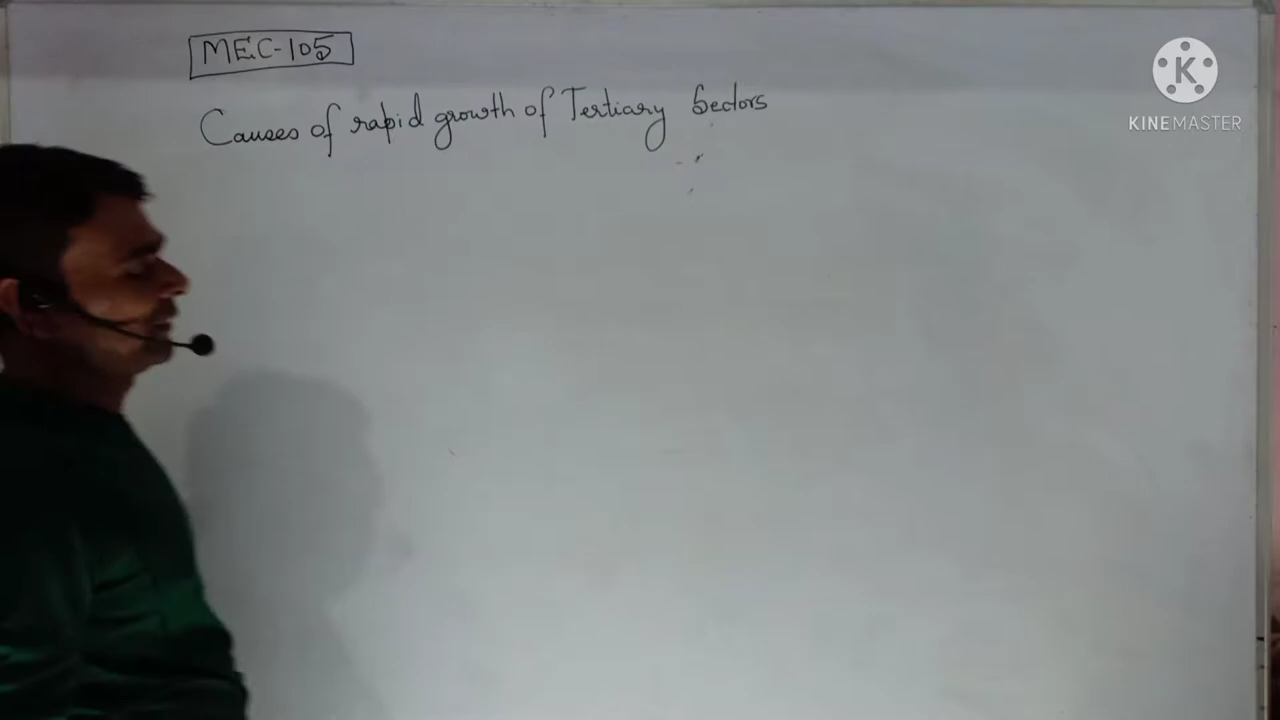 MEC-105
Causes of rapid growth of Tertiary Sectors
K
KINEMASTER